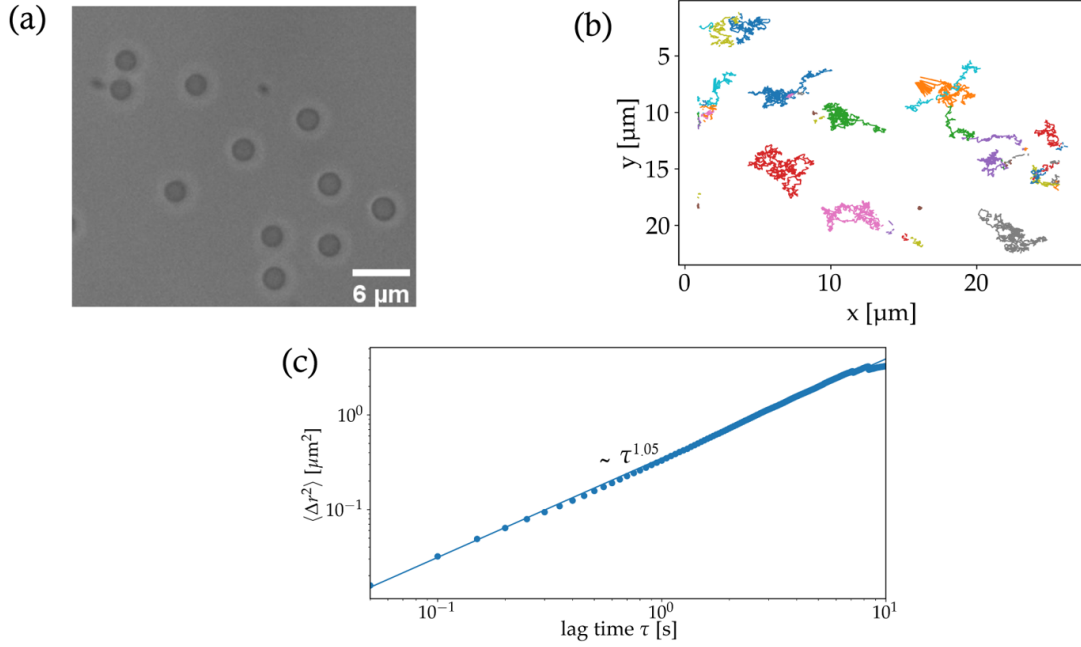 (a)
6 µm
(b)
5
10
15
20
y [µm]
0
10
20
x [µm]
(c)
10⁰
10⁻¹
⟨Δr²⟩ [µm²]
~ τ¹·⁰⁵
10⁻¹
10⁰
10¹
lag time τ [s]